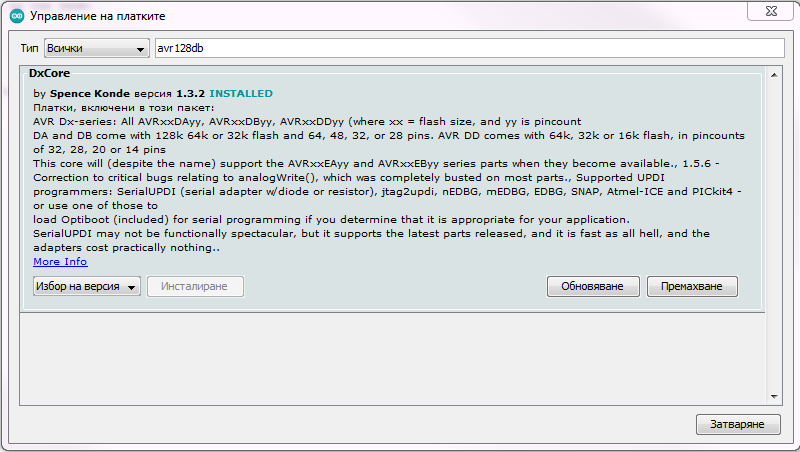 Управление на платките
Тип Всички avr128db
DxCore
by Spence Konde версия 1.3.2 INSTALLED
Платки, включени в този пакет:
AVR Dx-series: All AVRxxDAyy, AVRxxDByy, AVRxxDDyy (where xx = flash size, and yy is pincount
DA and DB come with 128k 64k or 32k flash and 64, 48, 32, or 28 pins. AVR DD comes with 64k, 32k or 16k flash, in pincounts
of 32, 28, 20 or 14 pins
This core will (despite the name) support the AVRxxEAyy and AVRxxEByy series parts when they become available., 1.5.6 -
Correction to critical bugs relating to analogWrite(), which was completely busted on most parts., Supported UPDI
programmers: SerialUPDI (serial adapter w/diode or resistor), jtag2updi, nEDBG, mEDBG, EDBG, SNAP, Atmel-ICE and PICkit4 -
or use one of those to
load Optiboot (included) for serial programming if you determine that it is appropriate for your application.
SerialUPDI may not be functionally spectacular, but it supports the latest parts released, and it is fast as all hell, and the
adapters cost practically nothing..
More Info
Избор на версия Инсталиране Обновяване Премахване
Затваряне